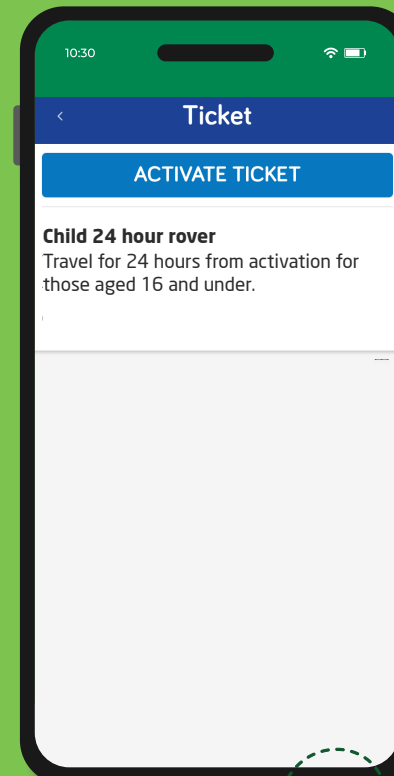 10:30
Ticket
ACTIVATE TICKET
Child 24 hour rover
Travel for 24 hours from activation for
those aged 16 and under.